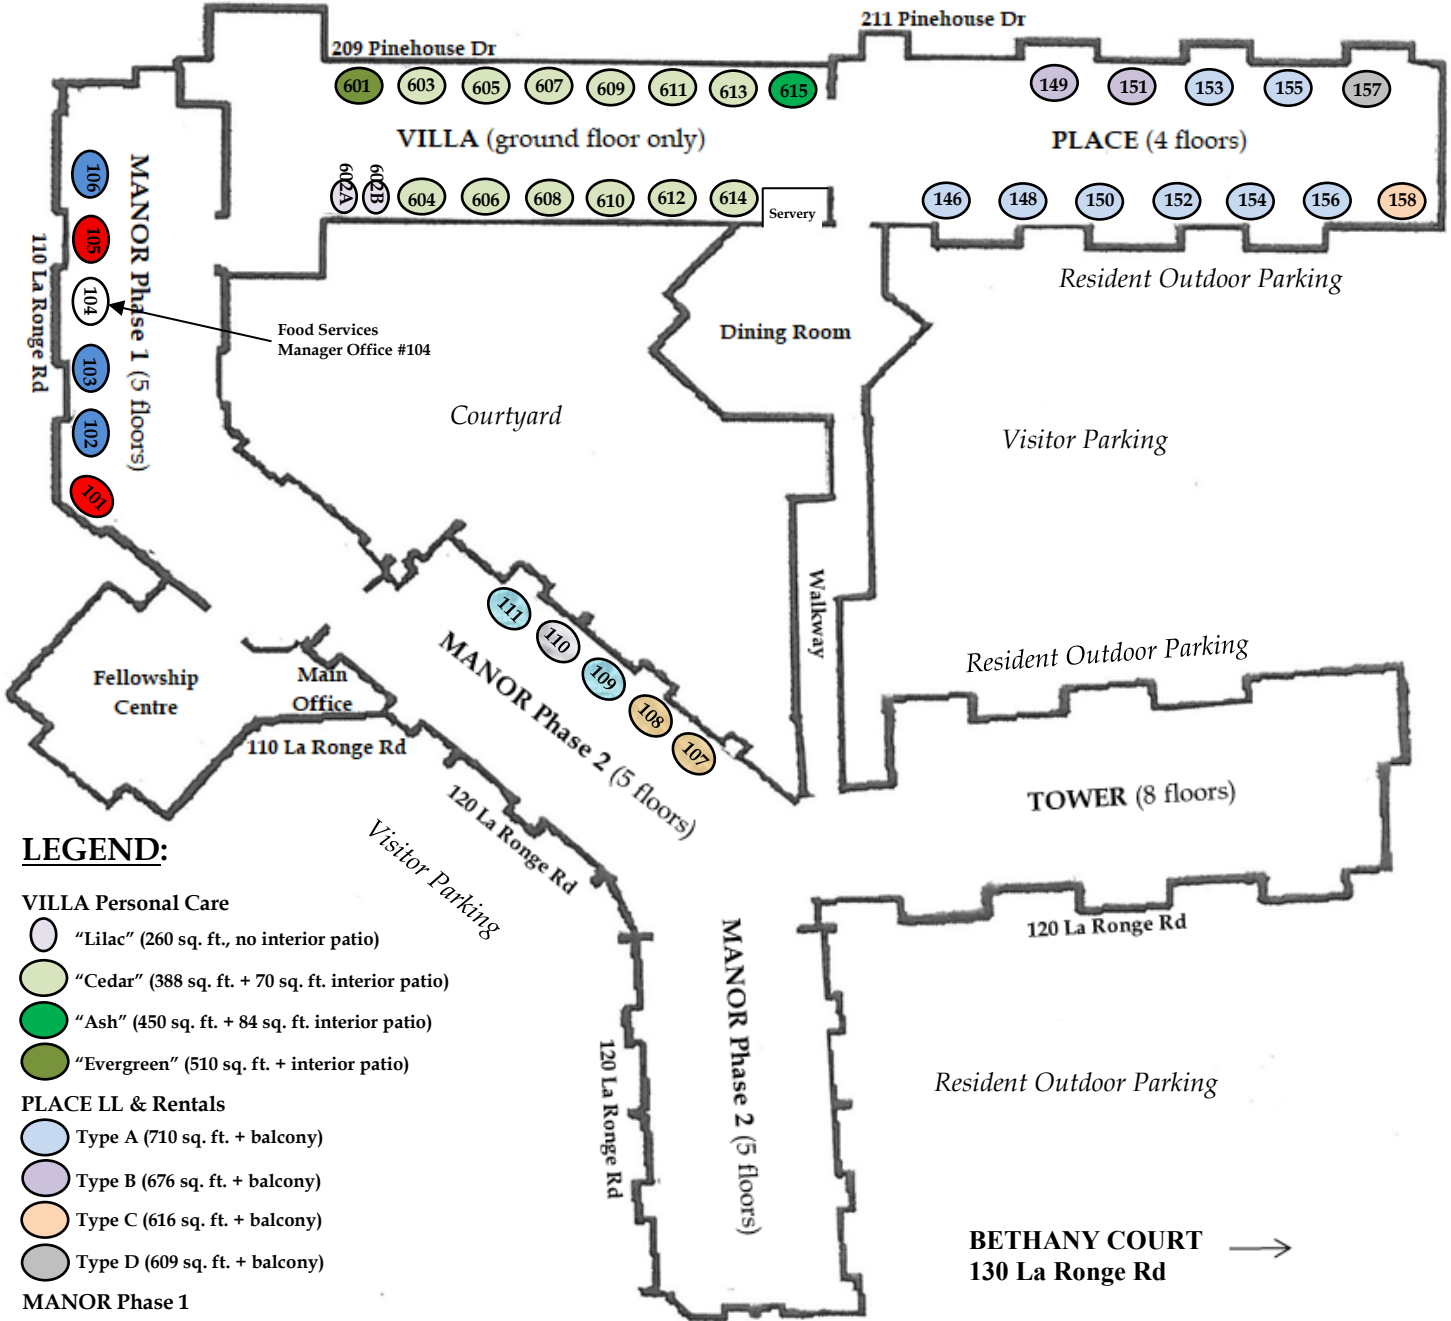 211 Pinehouse Dr
209 Pinehouse Dr
601
603
605
607
609
611
613
615
149
151
153
155
157
VILLA (ground floor only)
PLACE (4 floors)
602A
602B
604
606
608
610
612
614
Servery
146
148
150
152
154
156
158
106
105
104
103
102
101
MANOR Phase 1 (5 floors)
110 La Ronge Rd
Food Services
Manager Office #104
Resident Outdoor Parking
Dining Room
Courtyard
Visitor Parking
Walkway
111
110
109
108
107
MANOR Phase 2 (5 floors)
Resident Outdoor Parking
Fellowship
Centre
Main
Office
110 La Ronge Rd
120 La Ronge Rd
Visitor Parking
TOWER (8 floors)
120 La Ronge Rd
MANOR Phase 2 (5 floors)
120 La Ronge Rd
Resident Outdoor Parking
BETHANY COURT
130 La Ronge Rd
LEGEND:
VILLA Personal Care
“Lilac” (260 sq. ft., no interior patio)
“Cedar” (388 sq. ft. + 70 sq. ft. interior patio)
“Ash” (450 sq. ft. + 84 sq. ft. interior patio)
“Evergreen” (510 sq. ft. + interior patio)
PLACE LL & Rentals
Type A (710 sq. ft. + balcony)
Type B (676 sq. ft. + balcony)
Type C (616 sq. ft. + balcony)
Type D (609 sq. ft. + balcony)
MANOR Phase 1